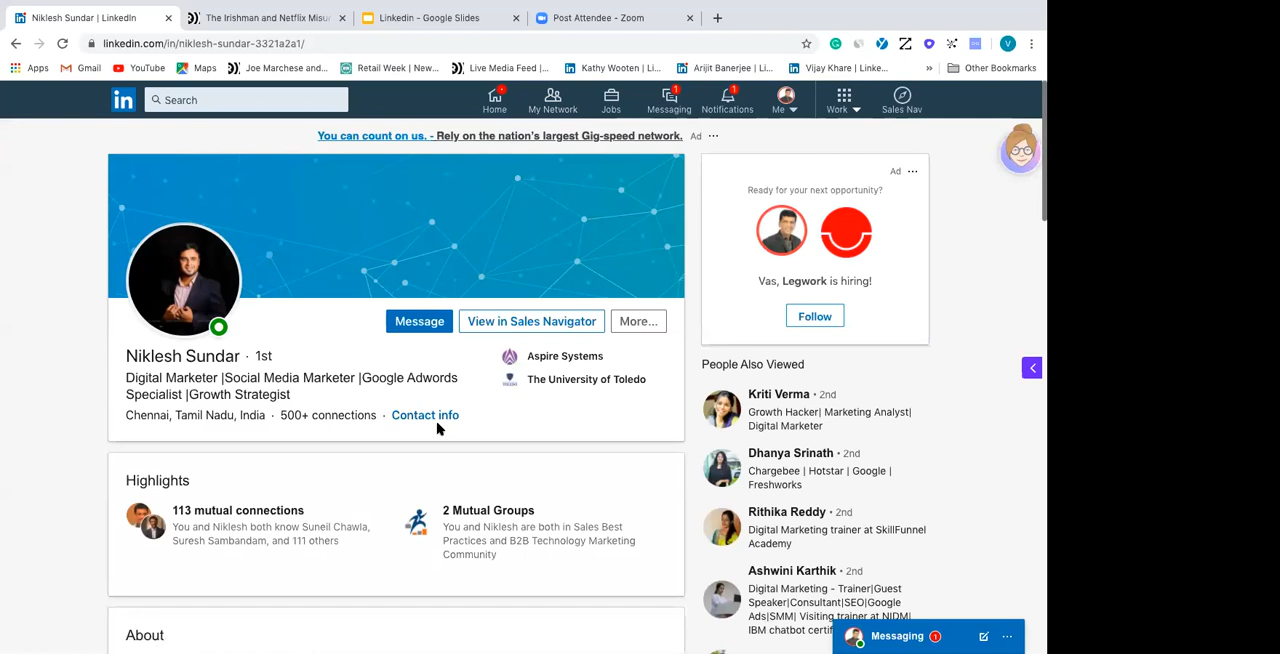 Niklesh Sundar | LinkedIn
The Irishman and Netflix Misu
Linkedin - Google Slides
Post Attendee - Zoom
linkedin.com/in/niklesh-sundar-3321a2a1/
Apps
Gmail
YouTube
Maps
Joe Marchese and...
Retail Week | New...
Live Media Feed |...
Kathy Wooten | Li...
Arijit Banerjee | Li...
Vijay Khare | Linke...
»
Other Bookmarks
in
Search
Home
My Network
Jobs
1
Messaging
1
Notifications
Me
Work
Sales Nav
You can count on us. - Rely on the nation's largest Gig-speed network. Ad ...
Message
View in Sales Navigator
More...
Niklesh Sundar · 1st
Digital Marketer |Social Media Marketer |Google Adwords
Specialist |Growth Strategist
Chennai, Tamil Nadu, India · 500+ connections · Contact info
Aspire Systems
The University of Toledo
Highlights
113 mutual connections
You and Niklesh both know Suneil Chawla,
Suresh Sambandam, and 111 others
2 Mutual Groups
You and Niklesh are both in Sales Best
Practices and B2B Technology Marketing
Community
About
Ad ...
Ready for your next opportunity?
Vas, Legwork is hiring!
Follow
People Also Viewed
Kriti Verma • 2nd
Growth Hacker| Marketing Analyst|
Digital Marketer
Dhanya Srinath • 2nd
Chargebee | Hotstar | Google |
Freshworks
Rithika Reddy • 2nd
Digital Marketing trainer at SkillFunnel
Academy
Ashwini Karthik • 2nd
Digital Marketing - Trainer|Guest
Speaker|Consultant|SEO|Google
Ads|SMM| Visiting trainer at NIDM|
IBM chatbot certif
Messaging 1